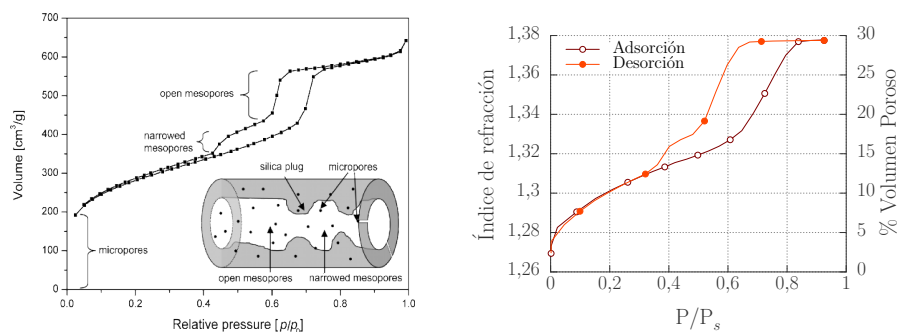 700
600
500
400
300
200
100
0
Volume [cm³/g]
open mesopores
narrowed
mesopores
micropores
silica plug
micropores
open mesopores
narrowed mesopores
0.0
0.2
0.4
0.6
0.8
1.0
Relative pressure [p/p₀]
1,38
1,36
1,34
1,32
1,3
1,28
1,26
Índice de refracción
Adsorción
Desorción
30
25
20
15
10
5
0
% Volumen Poroso
0
0,2
0,4
0,6
0,8
1
P/Pₛ